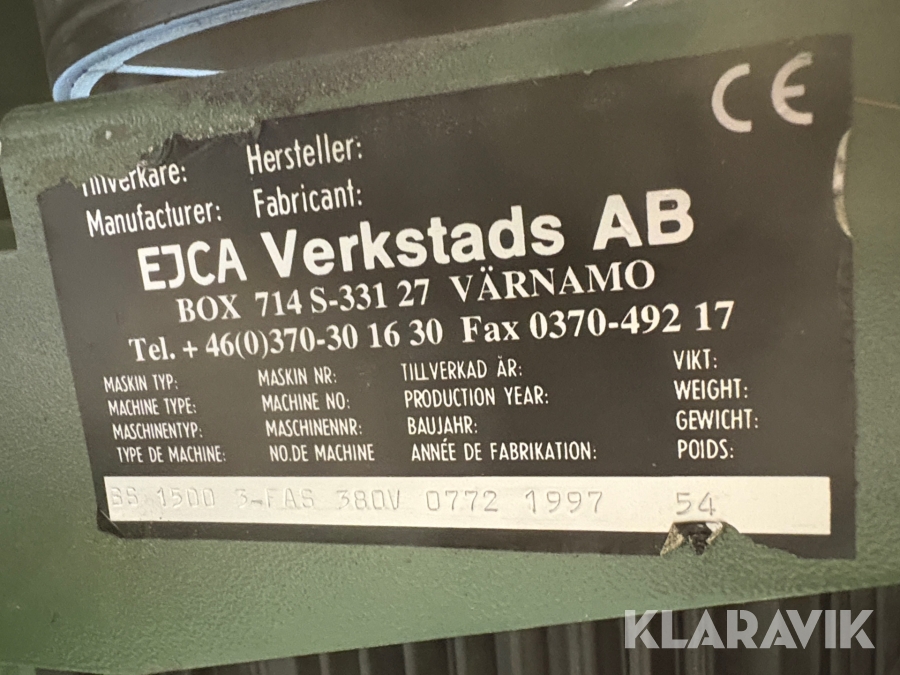 Tillverkare: Hersteller:
Manufacturer: Fabricant:
EJCA Verkstads AB
BOX 714 S-331 27 VÄRNAMO
Tel. + 46(0)370-30 16 30 Fax 0370-492 17
MASKIN TYP: MASKIN NR: TILLVERKAD ÅR: VIKT:
MACHINE TYPE: MACHINE NO: PRODUCTION YEAR: WEIGHT:
MASCHINENTYP: MASCHINENNR: BAUJAHR: GEWICHT:
TYPE DE MACHINE: NO.DE MACHINE ANNÉE DE FABRIKATION: POIDS:
1500 3-FAS 380V 0772 1997 54
CE
KLARAVIK